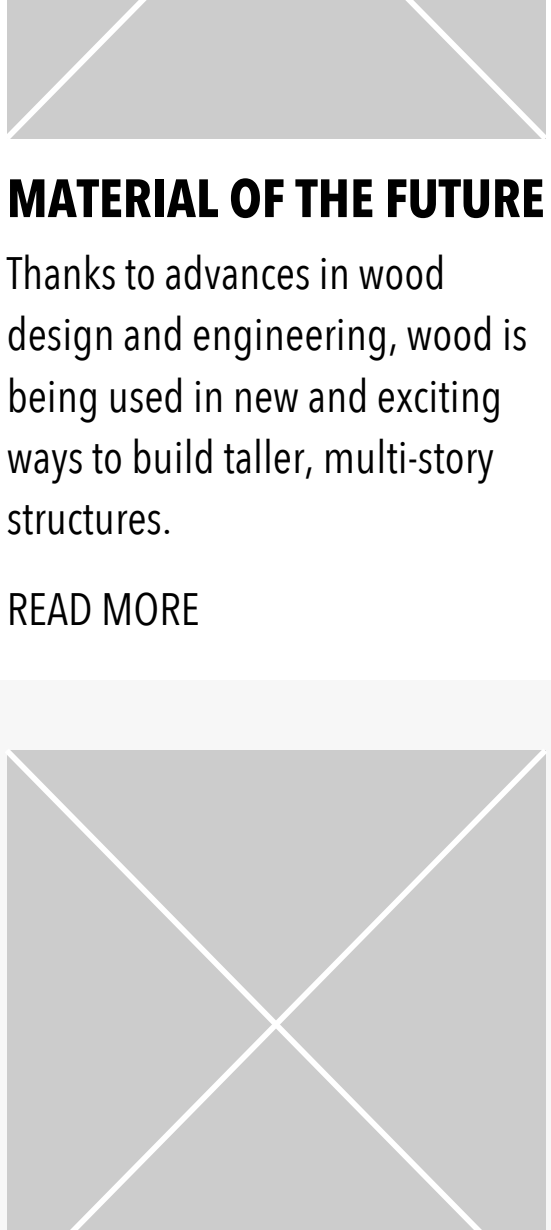 MATERIAL OF THE FUTURE
Thanks to advances in wood
design and engineering, wood is
being used in new and exciting
ways to build taller, multi-story
structures.
READ MORE